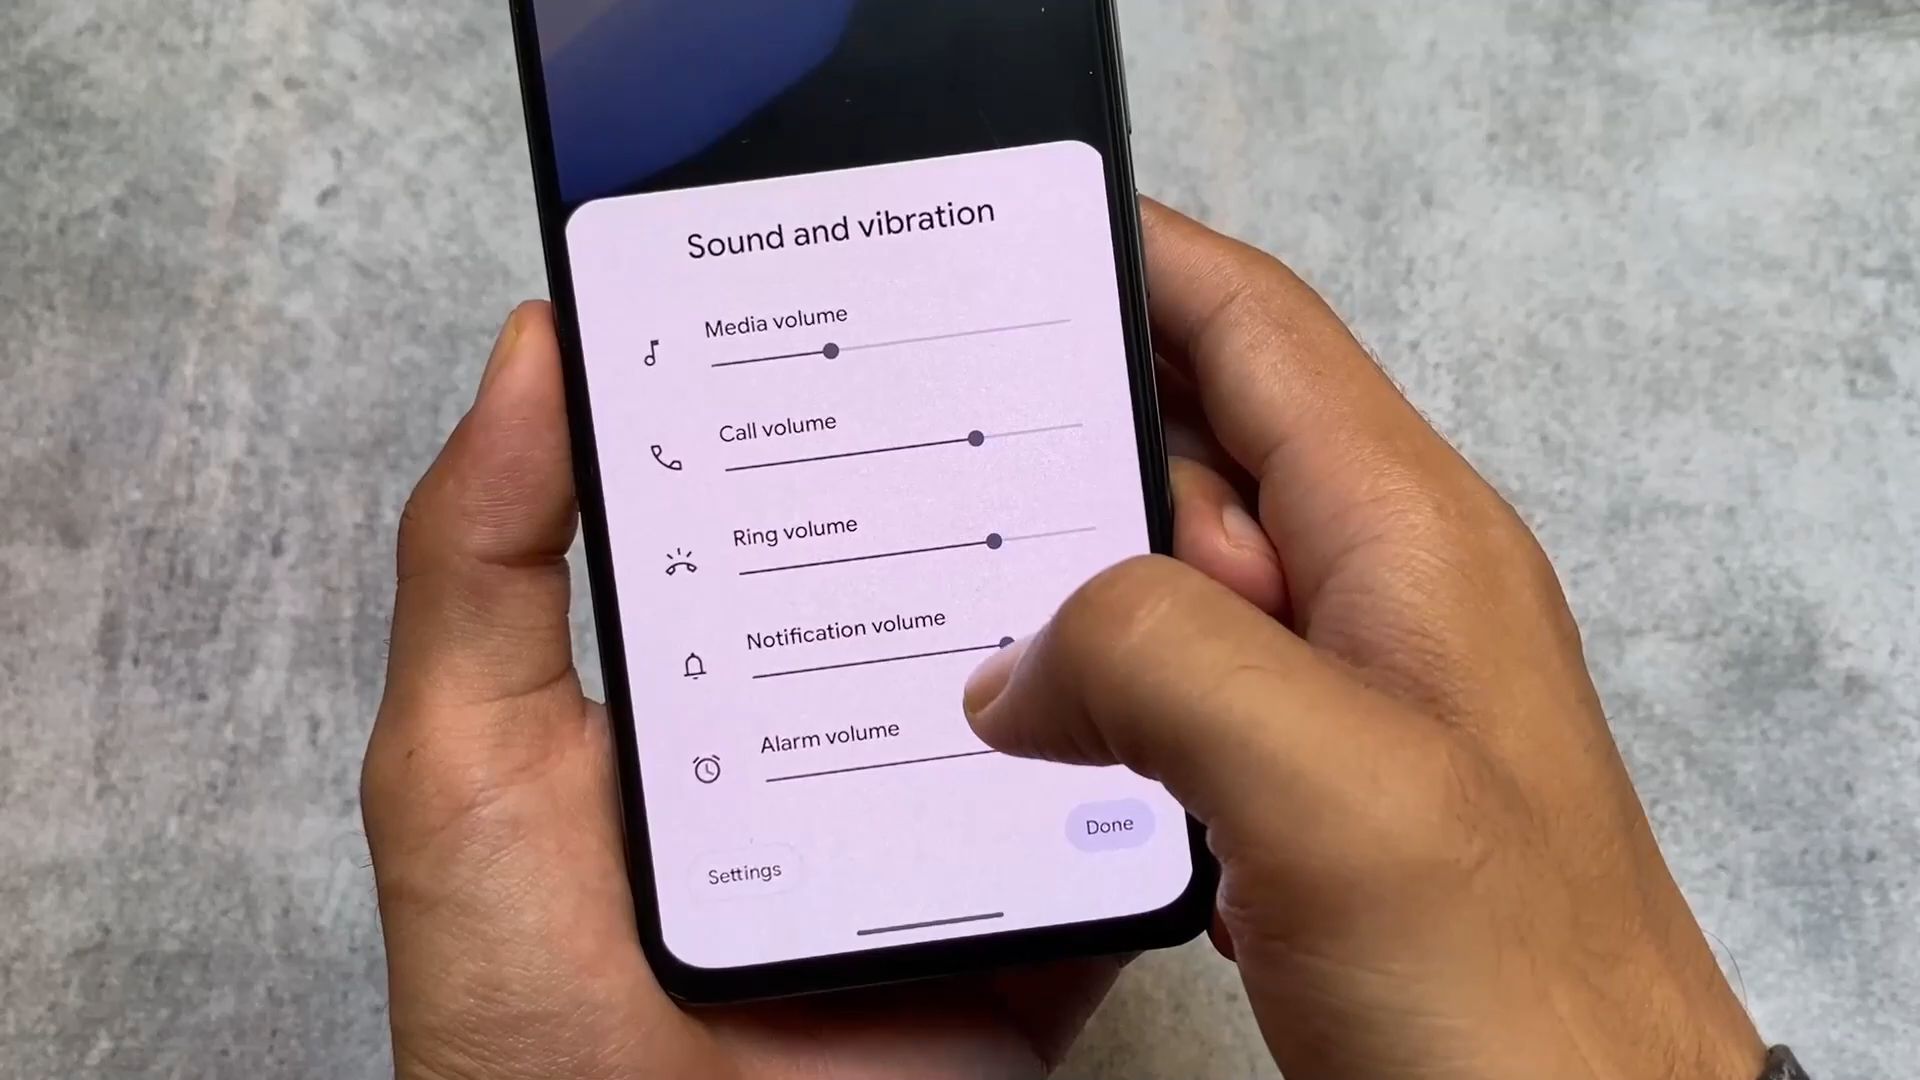 Sound and vibration
Media volume
Call volume
Ring volume
Notification volume
Alarm volume
Done
Settings